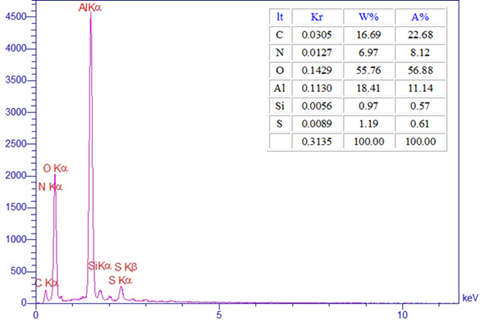 AlKα
4500
4000
3500
3000
2500
2000
1500
1000
500
0
O Kα
N Kα
C Kα
SiKα
S Kβ
S Kα
0
5
10
keV
lt Kr W% A%
C 0.0305 16.69 22.68
N 0.0127 6.97 8.12
O 0.1429 55.76 56.88
Al 0.1130 18.41 11.14
Si 0.0056 0.97 0.57
S 0.0089 1.19 0.61
0.3135 100.00 100.00